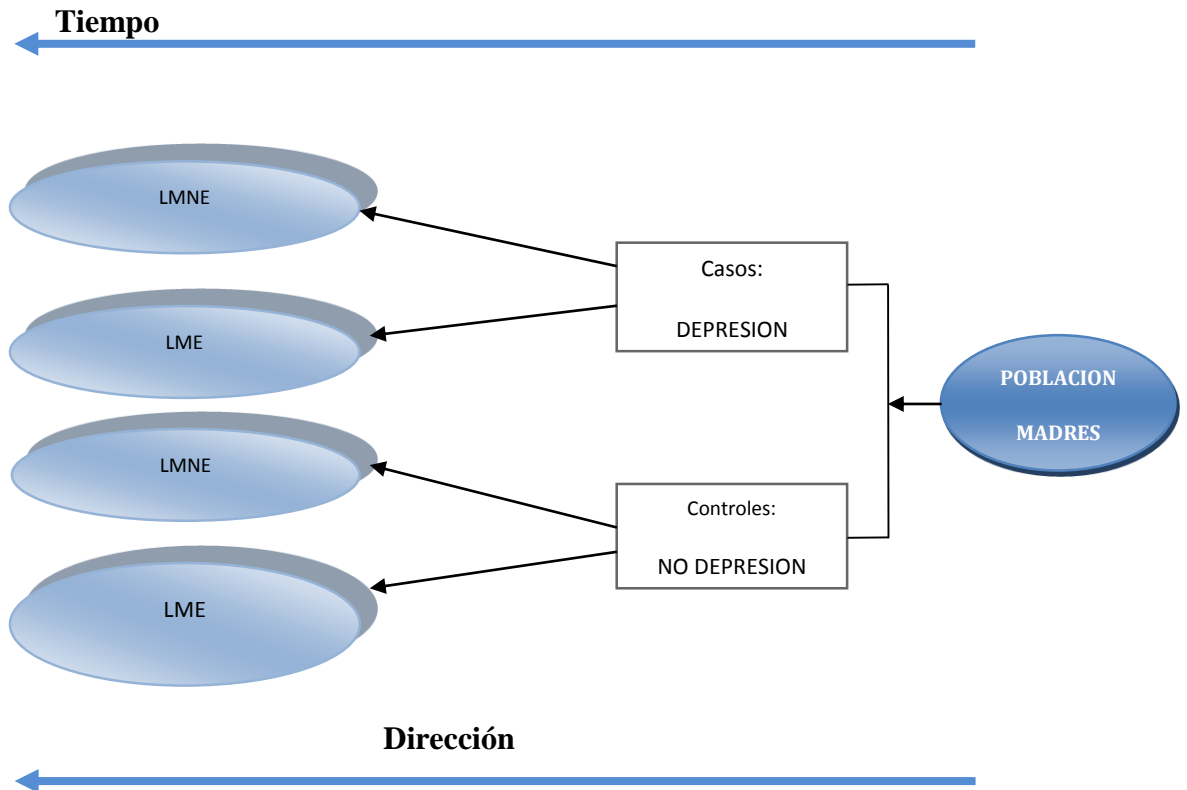 Tiempo
LMNE
Casos:
DEPRESION
LME
POBLACION
MADRES
LMNE
Controles:
NO DEPRESION
LME
Dirección